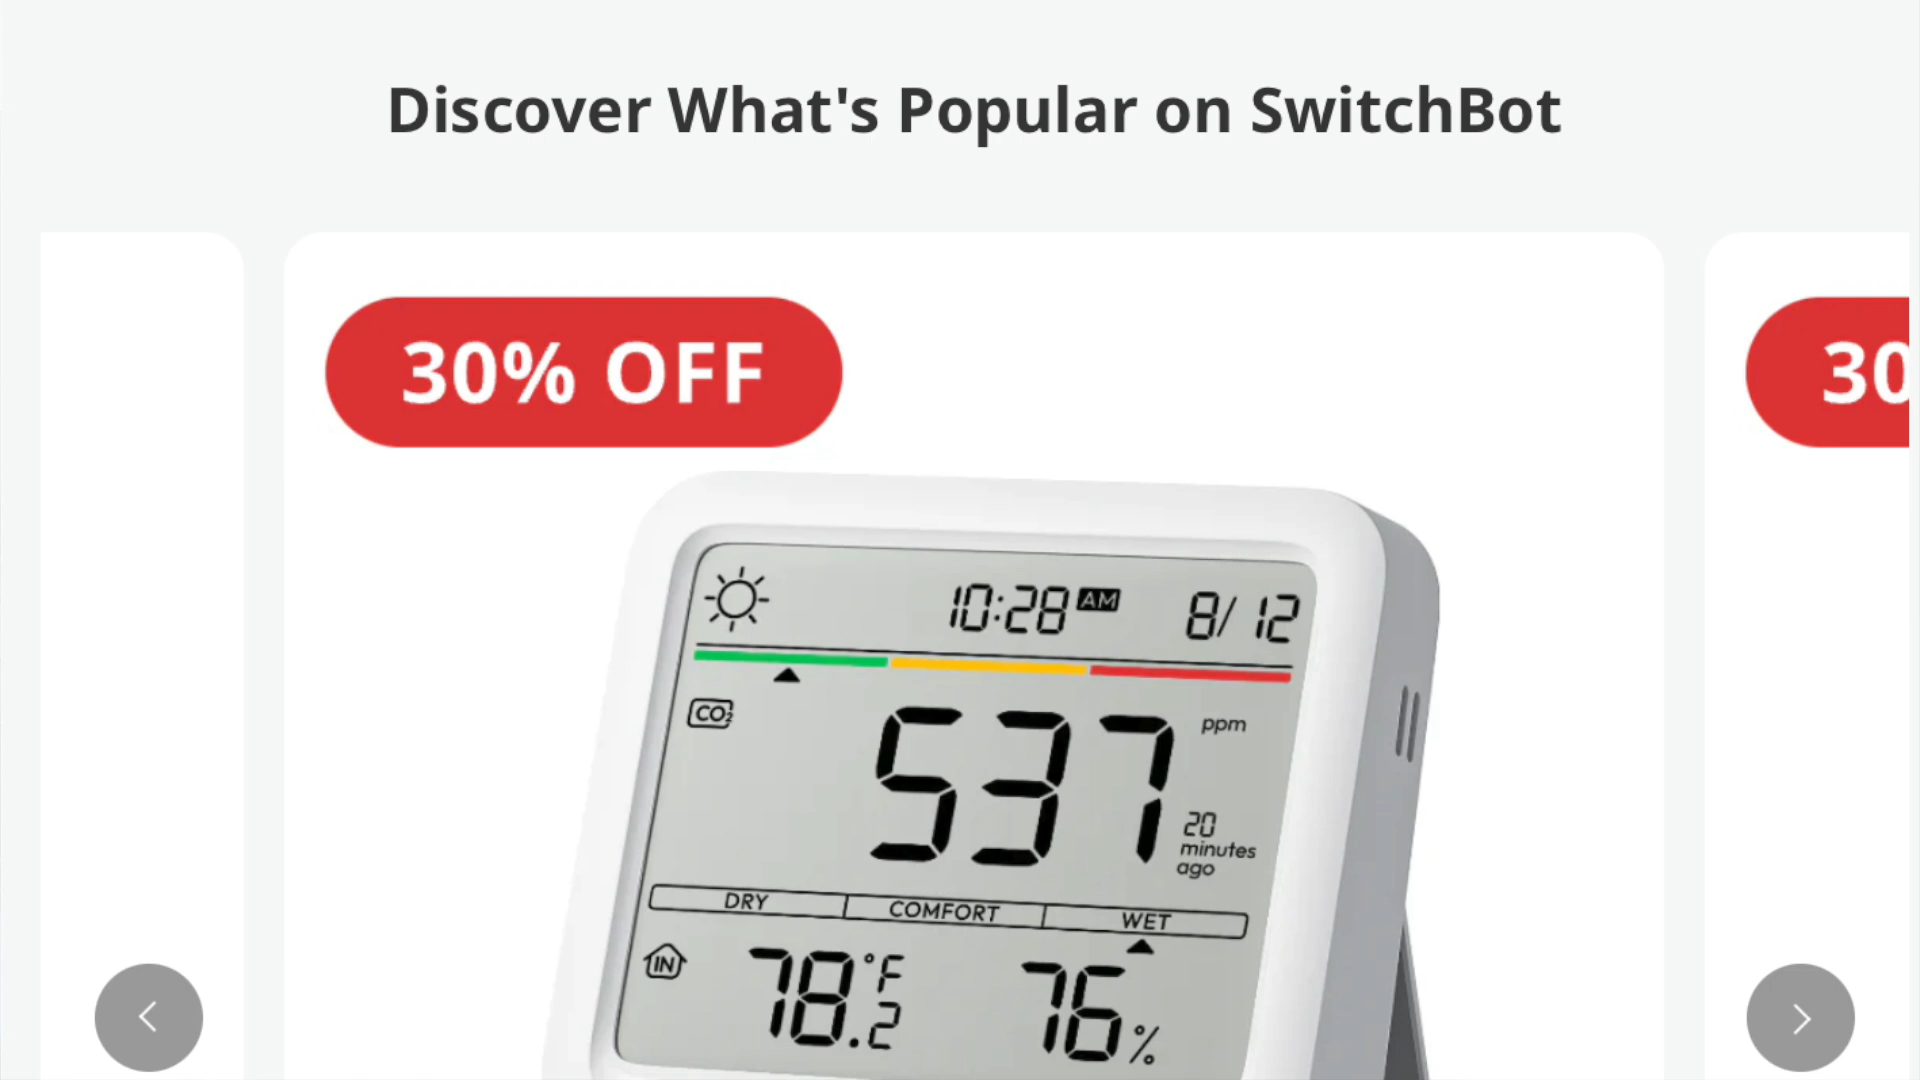 Discover What's Popular on SwitchBot
30% OFF
30
10:28 AM 8/12
CO2
537 ppm
20
minutes
ago
DRY COMFORT WET
IN 78.2 °F 76%